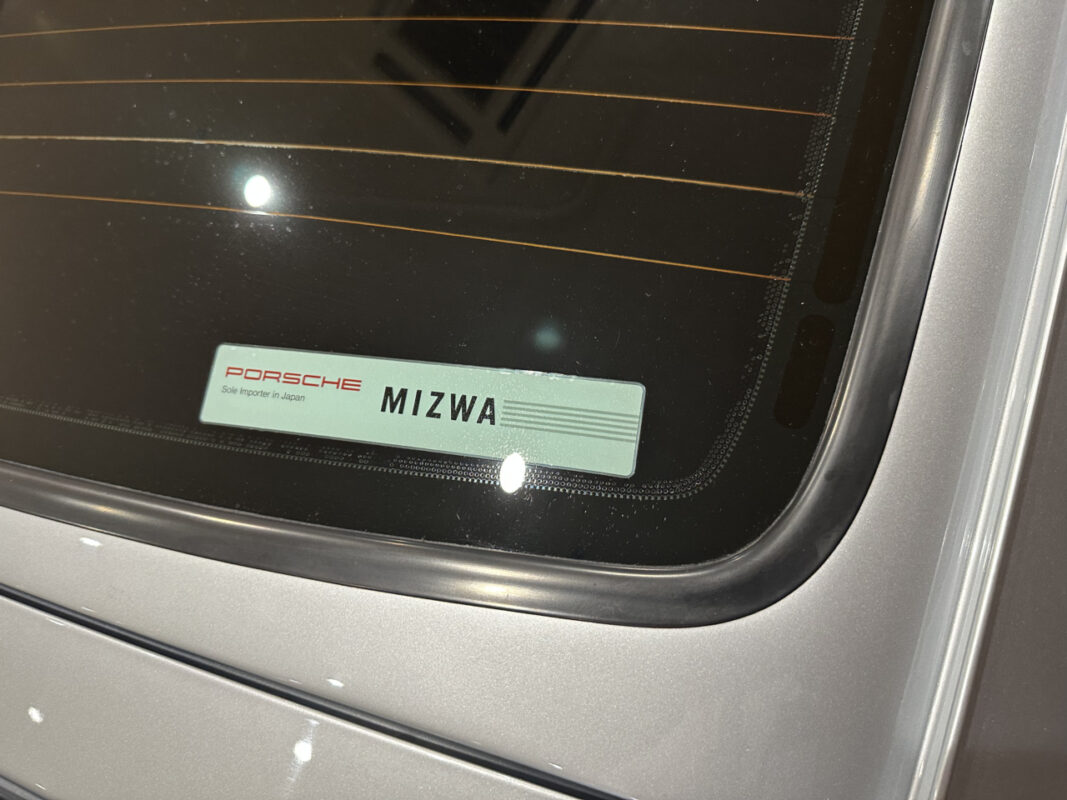 PORSCHE
Sole Importer in Japan
MIZWA